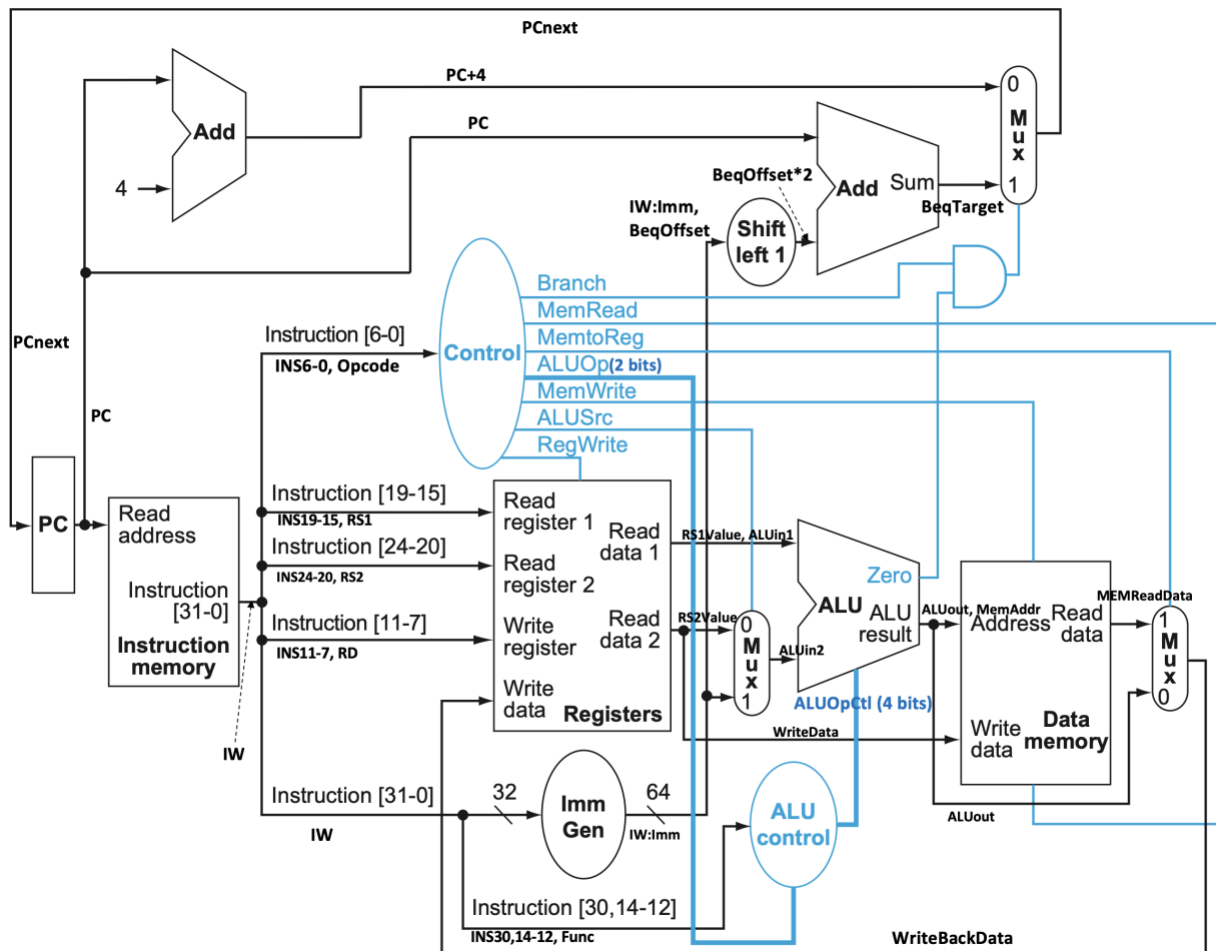 PCnext
PC+4
Add
4
PC
0
Mux
1
BeqOffset*2
Add
Sum
BeqTarget
IW:Imm,
BeqOffset
Shift
left 1
Branch
MemRead
MemtoReg
ALUOp(2 bits)
MemWrite
ALUSrc
RegWrite
Control
Instruction [6-0]
INS6-0, Opcode
PCnext
PC
PC
Read
address
Instruction
[31-0]
Instruction
memory
IW
Instruction [19-15]
INS19-15, RS1
Instruction [24-20]
INS24-20, RS2
Instruction [11-7]
INS11-7, RD
Read
register 1
Read
register 2
Write
register
Write
data
Read
data 1
Read
data 2
Registers
RS1Value, ALUin1
RS2Value
0
Mux
1
ALUin2
Zero
ALU
ALU
result
ALUOpCtl (4 bits)
ALUout, MemAddr
Address
Read
data
Write
data
Data
memory
MEMReadData
1
Mux
0
WriteData
ALUout
Instruction [31-0]
IW
32
Imm
Gen
64
IW:Imm
ALU
control
Instruction [30,14-12]
INS30,14-12, Func
WriteBackData